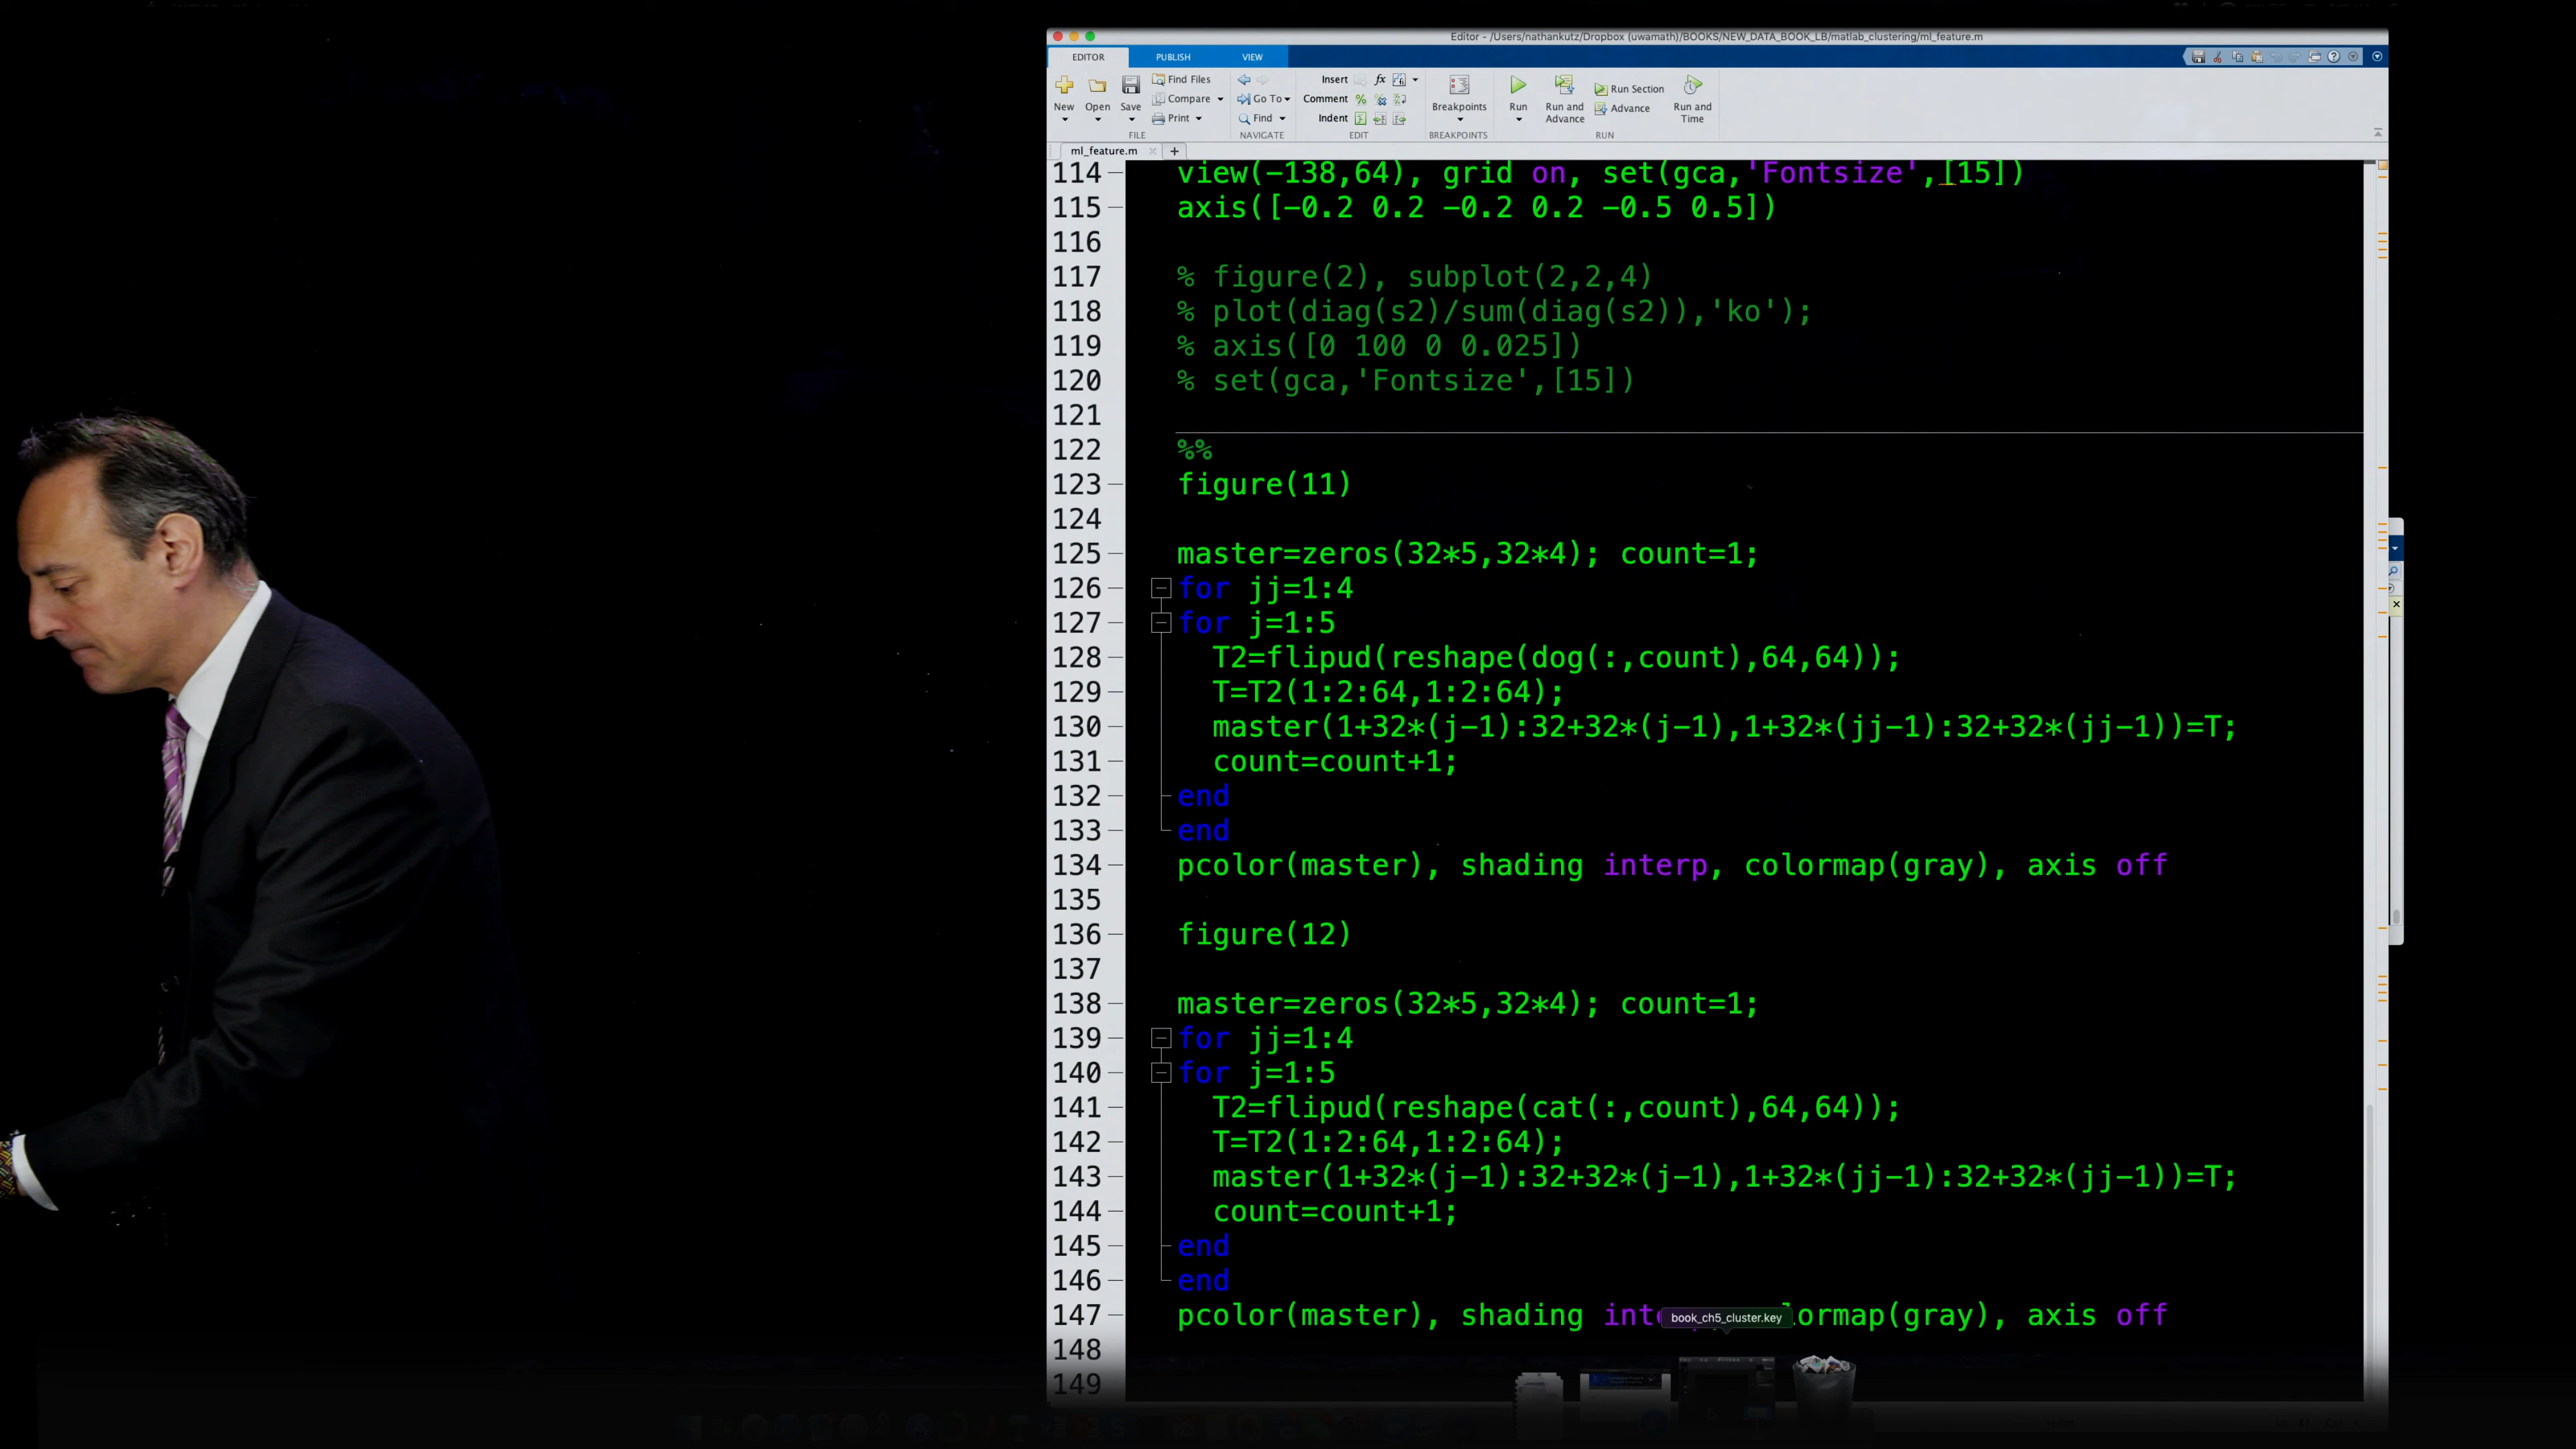 Editor - /Users/nathankutz/Dropbox (uwamath)/BOOKS/NEW_DATA_BOOK_LB/matlab_clustering/ml_feature.m
EDITOR PUBLISH VIEW
New Open Save Find Files Compare Print
Go To Find
Insert fx
Comment
Indent
Breakpoints Run Run and Advance Run Section Advance Run and Time
FILE NAVIGATE EDIT BREAKPOINTS RUN
ml_feature.m
114 view(-138,64), grid on, set(gca,'Fontsize',[15])
115 axis([-0.2 0.2 -0.2 0.2 -0.5 0.5])
116
117 % figure(2), subplot(2,2,4)
118 % plot(diag(s2)/sum(diag(s2)),'ko');
119 % axis([0 100 0 0.025])
120 % set(gca,'Fontsize',[15])
121
122 %%
123 figure(11)
124
125 master=zeros(32*5,32*4); count=1;
126 for jj=1:4
127 for j=1:5
128 T2=flipud(reshape(dog(:,count),64,64));
129 T=T2(1:2:64,1:2:64);
130 master(1+32*(j-1):32+32*(j-1),1+32*(jj-1):32+32*(jj-1))=T;
131 count=count+1;
132 end
133 end
134 pcolor(master), shading interp, colormap(gray), axis off
135
136 figure(12)
137
138 master=zeros(32*5,32*4); count=1;
139 for jj=1:4
140 for j=1:5
141 T2=flipud(reshape(cat(:,count),64,64));
142 T=T2(1:2:64,1:2:64);
143 master(1+32*(j-1):32+32*(j-1),1+32*(jj-1):32+32*(jj-1))=T;
144 count=count+1;
145 end
146 end
147 pcolor(master), shading int ormap(gray), axis off
book_ch5_cluster.key
148
149